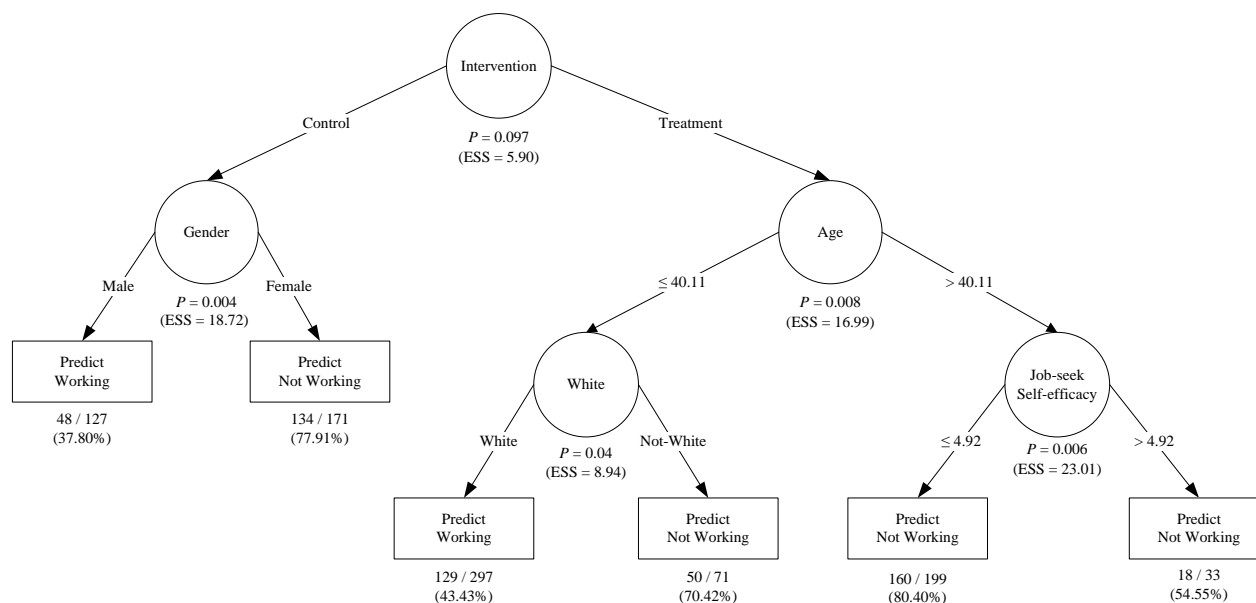 Intervention
P = 0.097
(ESS = 5.90)
Control
Treatment
Gender
P = 0.004
(ESS = 18.72)
Male
Female
Age
P = 0.008
(ESS = 16.99)
≤ 40.11
> 40.11
Predict
Working
48 / 127
(37.80%)
Predict
Not Working
134 / 171
(77.91%)
White
P = 0.04
(ESS = 8.94)
White
Not-White
Job-seek
Self-efficacy
P = 0.006
(ESS = 23.01)
≤ 4.92
> 4.92
Predict
Working
129 / 297
(43.43%)
Predict
Not Working
50 / 71
(70.42%)
Predict
Not Working
160 / 199
(80.40%)
Predict
Not Working
18 / 33
(54.55%)